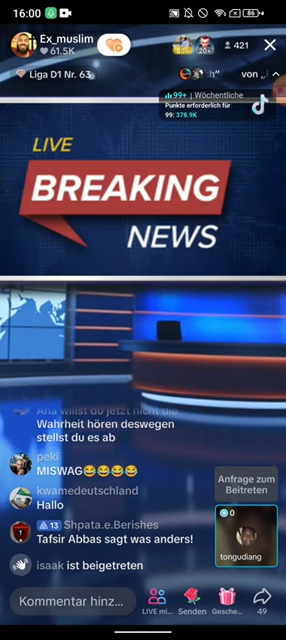 16:00
86
Ex_muslim
61.5K
421
Liga D1 Nr. 63
von
99+ | Wöchentliche
Punkte erforderlich für
99: 378.9K
LIVE
BREAKING
NEWS
Ana willst du jetzt nicht die
Wahrheit hören deswegen
stellst du es ab
peki
MISWAG😂😂😂😂
kwamedeutschland
Hallo
13 Shpata.e.Berishes
Tafsir Abbas sagt was anders!
isaak ist beigetreten
Anfrage zum
Beitreten
0
tongudiang
Kommentar hinz...
LIVE mi...
Senden
Gesche...
49